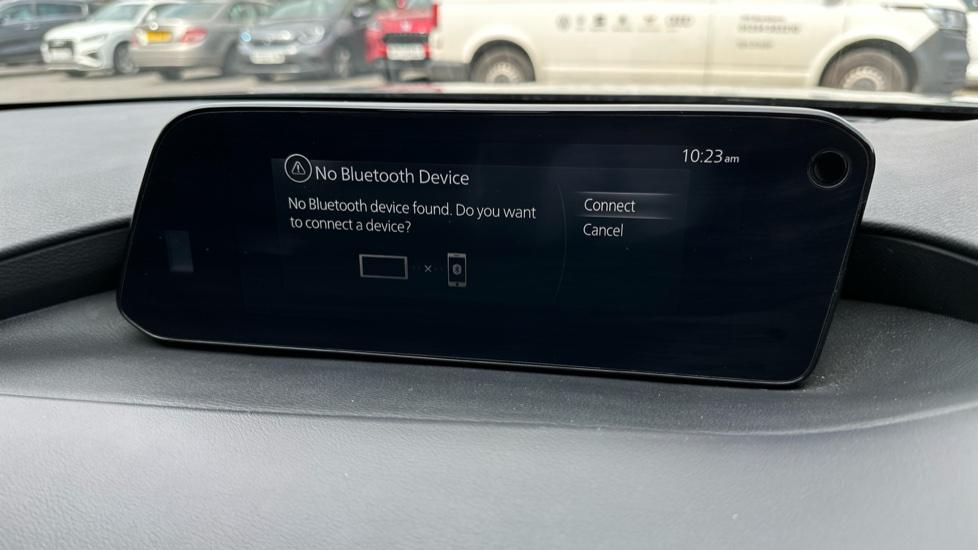 No Bluetooth Device
10:23 am
No Bluetooth device found. Do you want
to connect a device?
Connect
Cancel